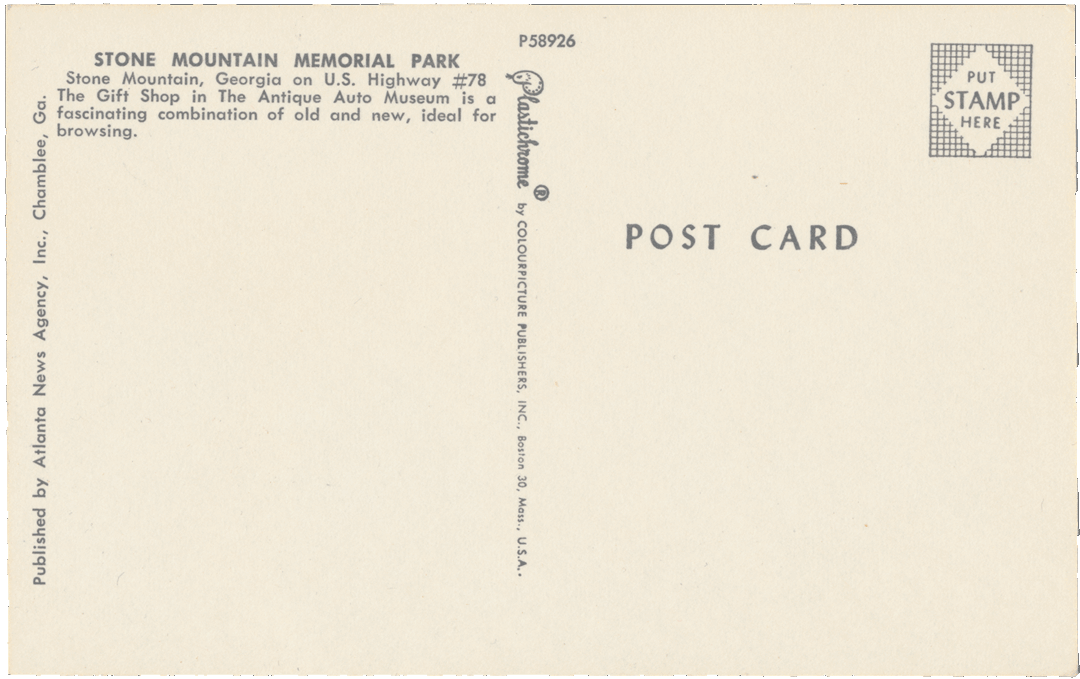 P58926
STONE MOUNTAIN MEMORIAL PARK
Stone Mountain, Georgia on U.S. Highway #78
The Gift Shop in The Antique Auto Museum is a
fascinating combination of old and new, ideal for
browsing.
Published by Atlanta News Agency, Inc., Chamblee, Ga.
Plastichrome ® by COLOURPICTURE PUBLISHERS, INC., Boston 30, Mass., U.S.A.
PUT
STAMP
HERE
POST CARD